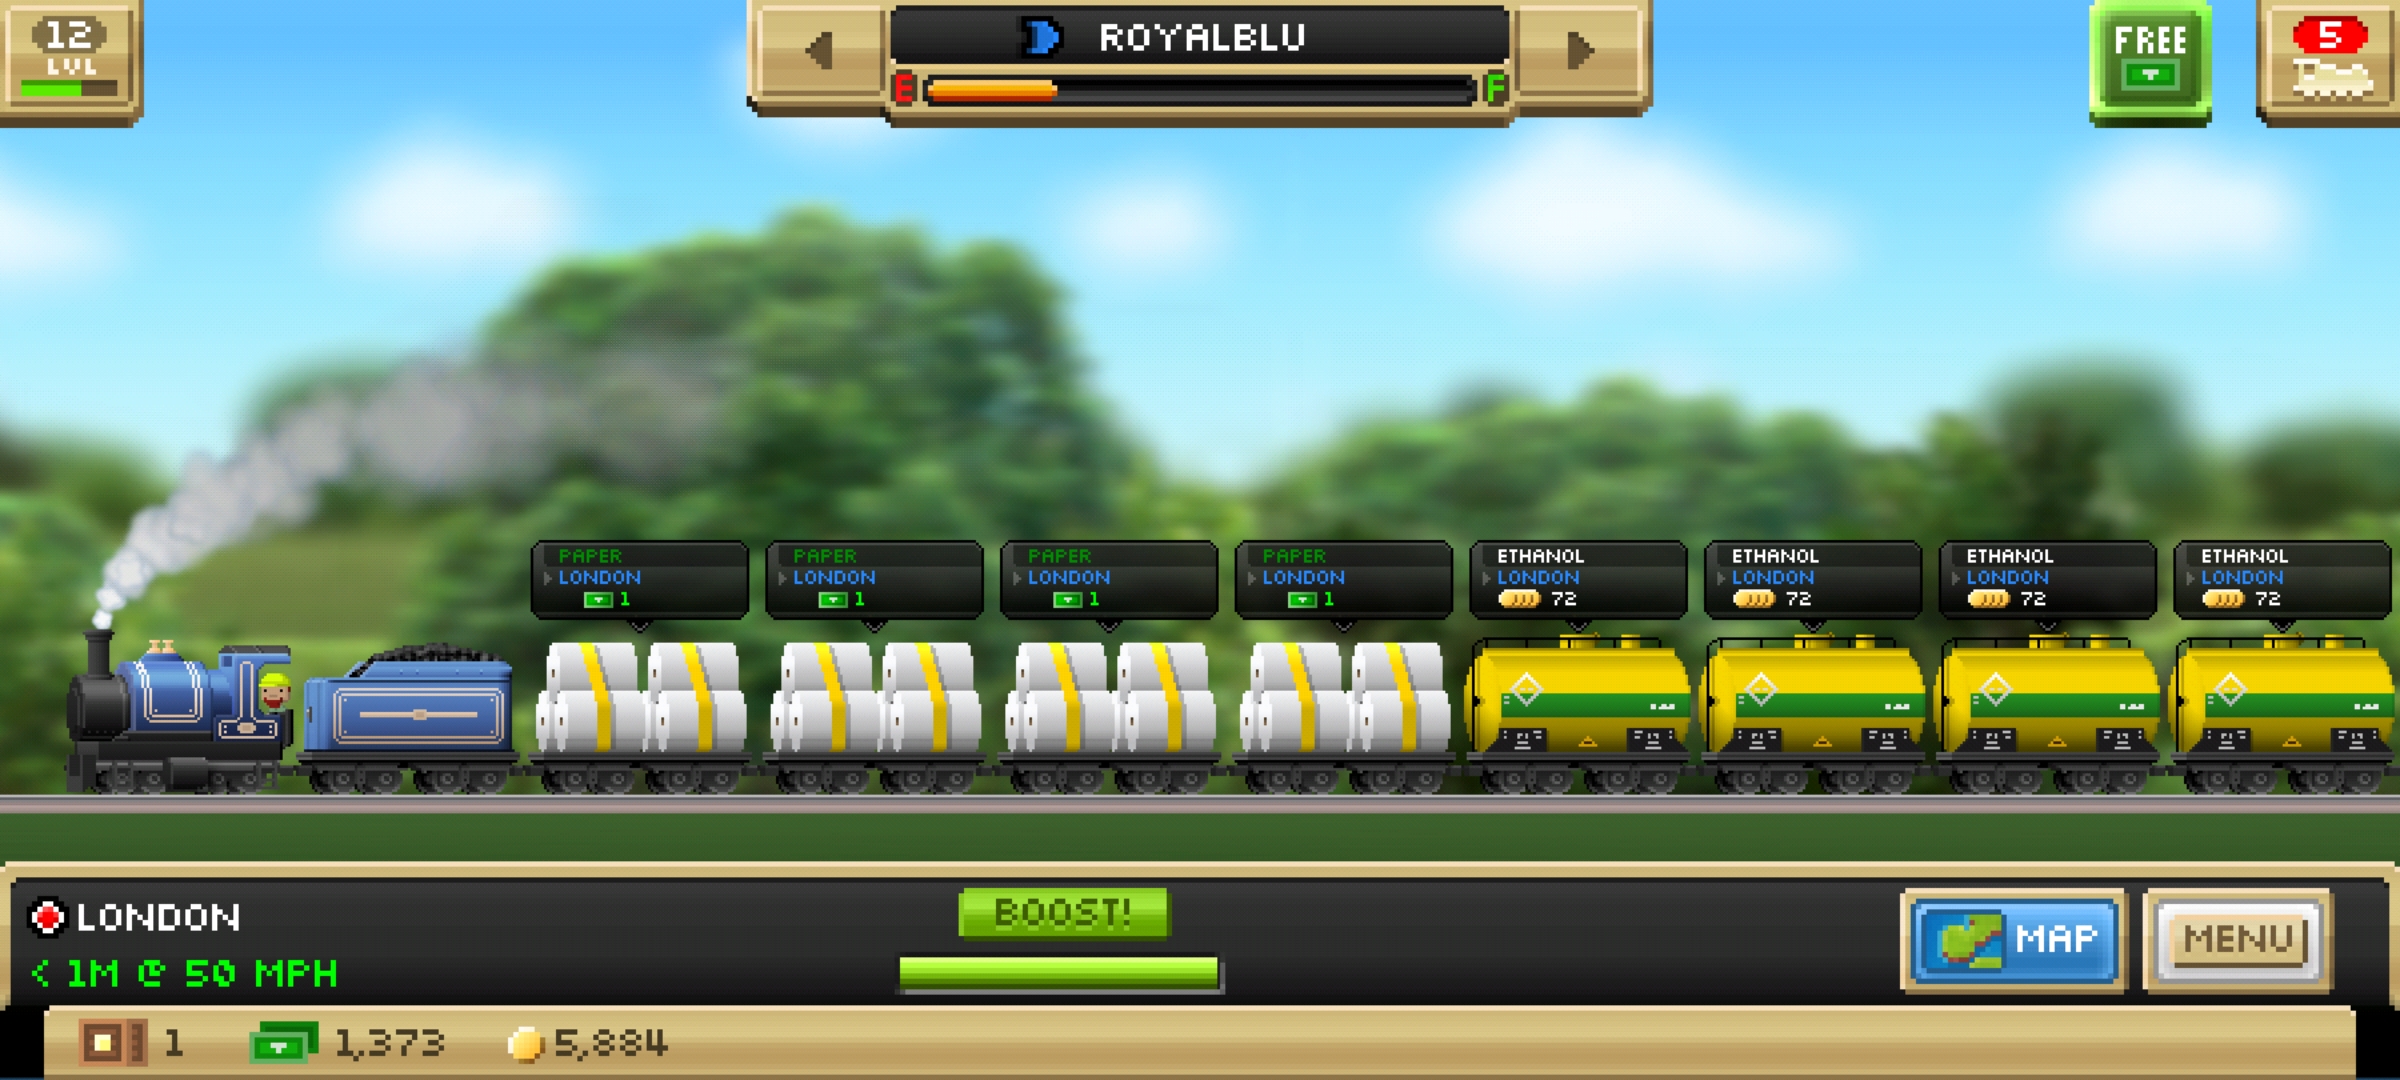 12
LVL
ROYALBLU
E F
FREE
5
PAPER
LONDON
1
PAPER
LONDON
1
PAPER
LONDON
1
PAPER
LONDON
1
ETHANOL
LONDON
72
ETHANOL
LONDON
72
ETHANOL
LONDON
72
ETHANOL
LONDON
72
LONDON
< 1M @ 50 MPH
BOOST!
MAP
MENU
1
1,373
5,884